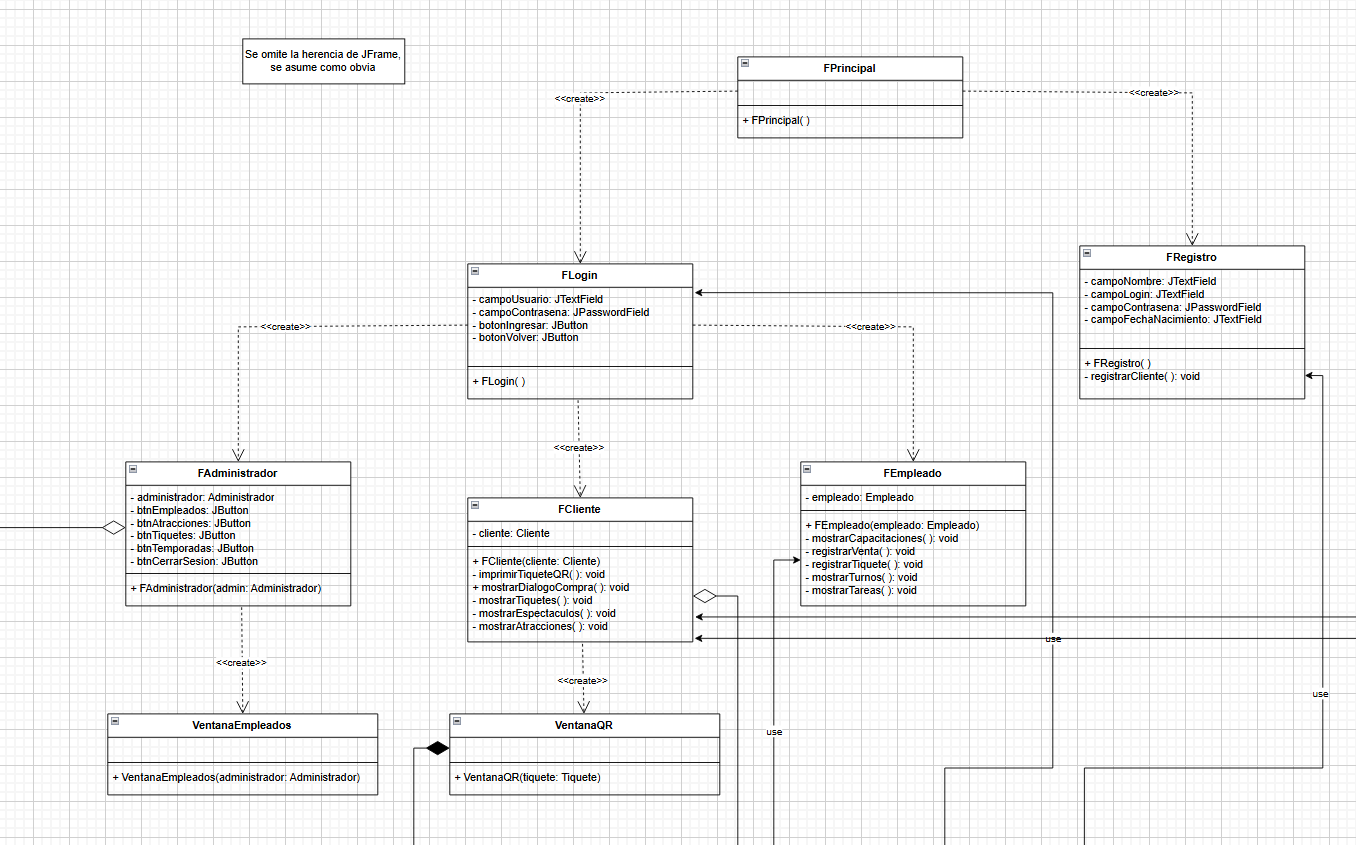 Se omite la herencia de JFrame,
se asume como obvia
FPrincipal
+ FPrincipal( )
<<create>>
<<create>>
FLogin
- campoUsuario: JTextField
- campoContrasena: JPasswordField
- botonIngresar: JButton
- botonVolver: JButton
+ FLogin( )
FRegistro
- campoNombre: JTextField
- campoLogin: JTextField
- campoContrasena: JPasswordField
- campoFechaNacimiento: JTextField
+ FRegistro( )
- registrarCliente( ): void
<<create>>
<<create>>
<<create>>
FAdministrador
- administrador: Administrador
- btnEmpleados: JButton
- btnAtracciones: JButton
- btnTiquetes: JButton
- btnTemporadas: JButton
- btnCerrarSesion: JButton
+ FAdministrador(admin: Administrador)
FCliente
- cliente: Cliente
+ FCliente(cliente: Cliente)
- imprimirTiqueteQR( ): void
+ mostrarDialogoCompra( ): void
- mostrarTiquetes( ): void
- mostrarEspectaculos( ): void
- mostrarAtracciones( ): void
FEmpleado
- empleado: Empleado
+ FEmpleado(empleado: Empleado)
- mostrarCapacitaciones( ): void
- registrarVenta( ): void
- registrarTiquete( ): void
- mostrarTurnos( ): void
- mostrarTareas( ): void
use
<<create>>
<<create>>
use
use
VentanaEmpleados
+ VentanaEmpleados(administrador: Administrador)
VentanaQR
+ VentanaQR(tiquete: Tiquete)